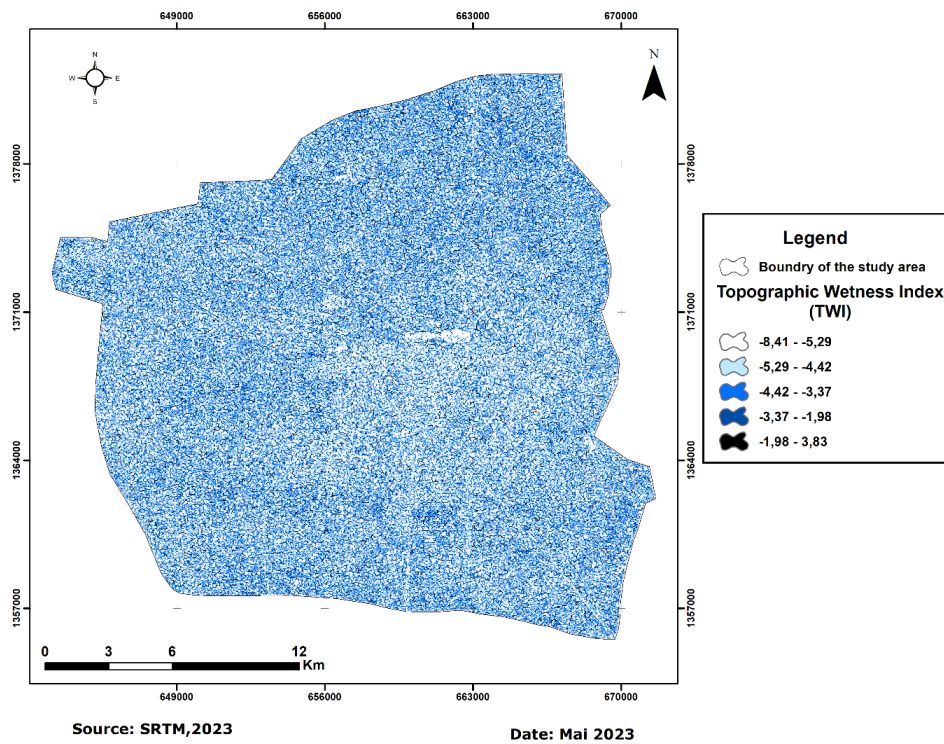 649000 656000 663000 670000
N
W E
S
N
1378000 1378000
1371000 1371000
1364000 1364000
1357000 1357000
0 3 6 12
Km
649000 656000 663000 670000
Source: SRTM,2023 Date: Mai 2023
Legend
Boundry of the study area
Topographic Wetness Index
(TWI)
-8,41 - -5,29
-5,29 - -4,42
-4,42 - -3,37
-3,37 - -1,98
-1,98 - 3,83